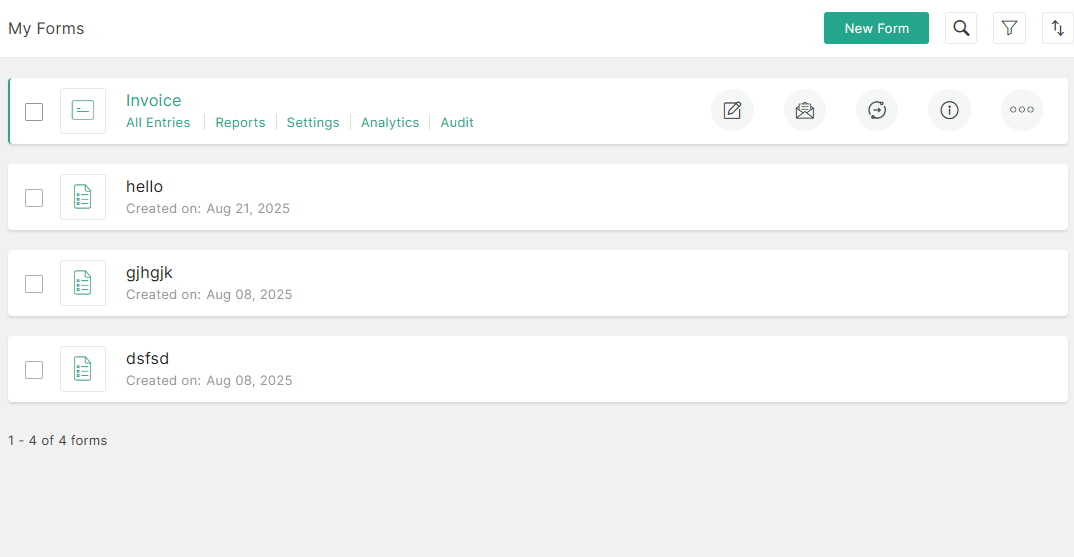 My Forms
New Form
Invoice
All Entries
Reports
Settings
Analytics
Audit
hello
Created on: Aug 21, 2025
gjhgjk
Created on: Aug 08, 2025
dsfsd
Created on: Aug 08, 2025
1 - 4 of 4 forms